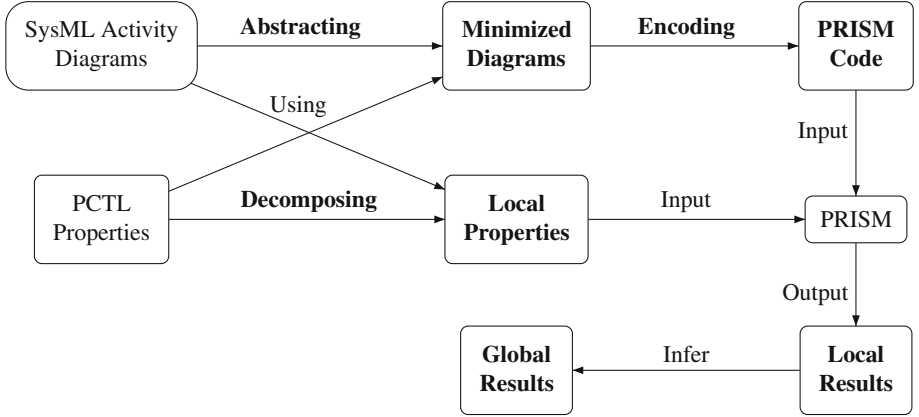 SysML Activity
Diagrams
Abstracting
Minimized
Diagrams
Encoding
PRISM
Code
Using
Input
PCTL
Properties
Decomposing
Local
Properties
Input
PRISM
Output
Global
Results
Infer
Local
Results